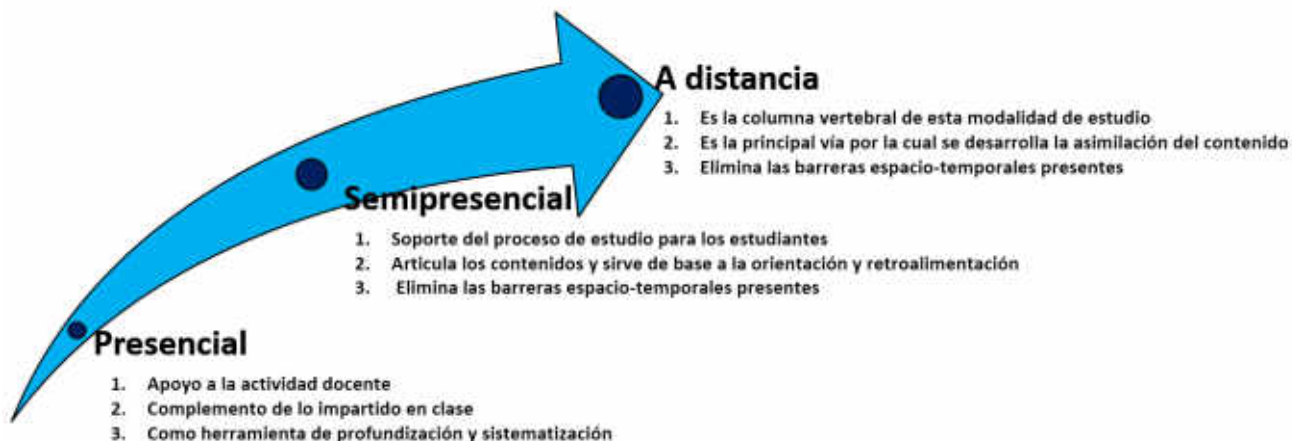 A distancia
1. Es la columna vertebral de esta modalidad de estudio
2. Es la principal vía por la cual se desarrolla la asimilación del contenido
3. Elimina las barreras espacio-temporales presentes
Semipresencial
1. Soporte del proceso de estudio para los estudiantes
2. Articula los contenidos y sirve de base a la orientación y retroalimentación
3. Elimina las barreras espacio-temporales presentes
Presencial
1. Apoyo a la actividad docente
2. Complemento de lo impartido en clase
3. Como herramienta de profundización y sistematización